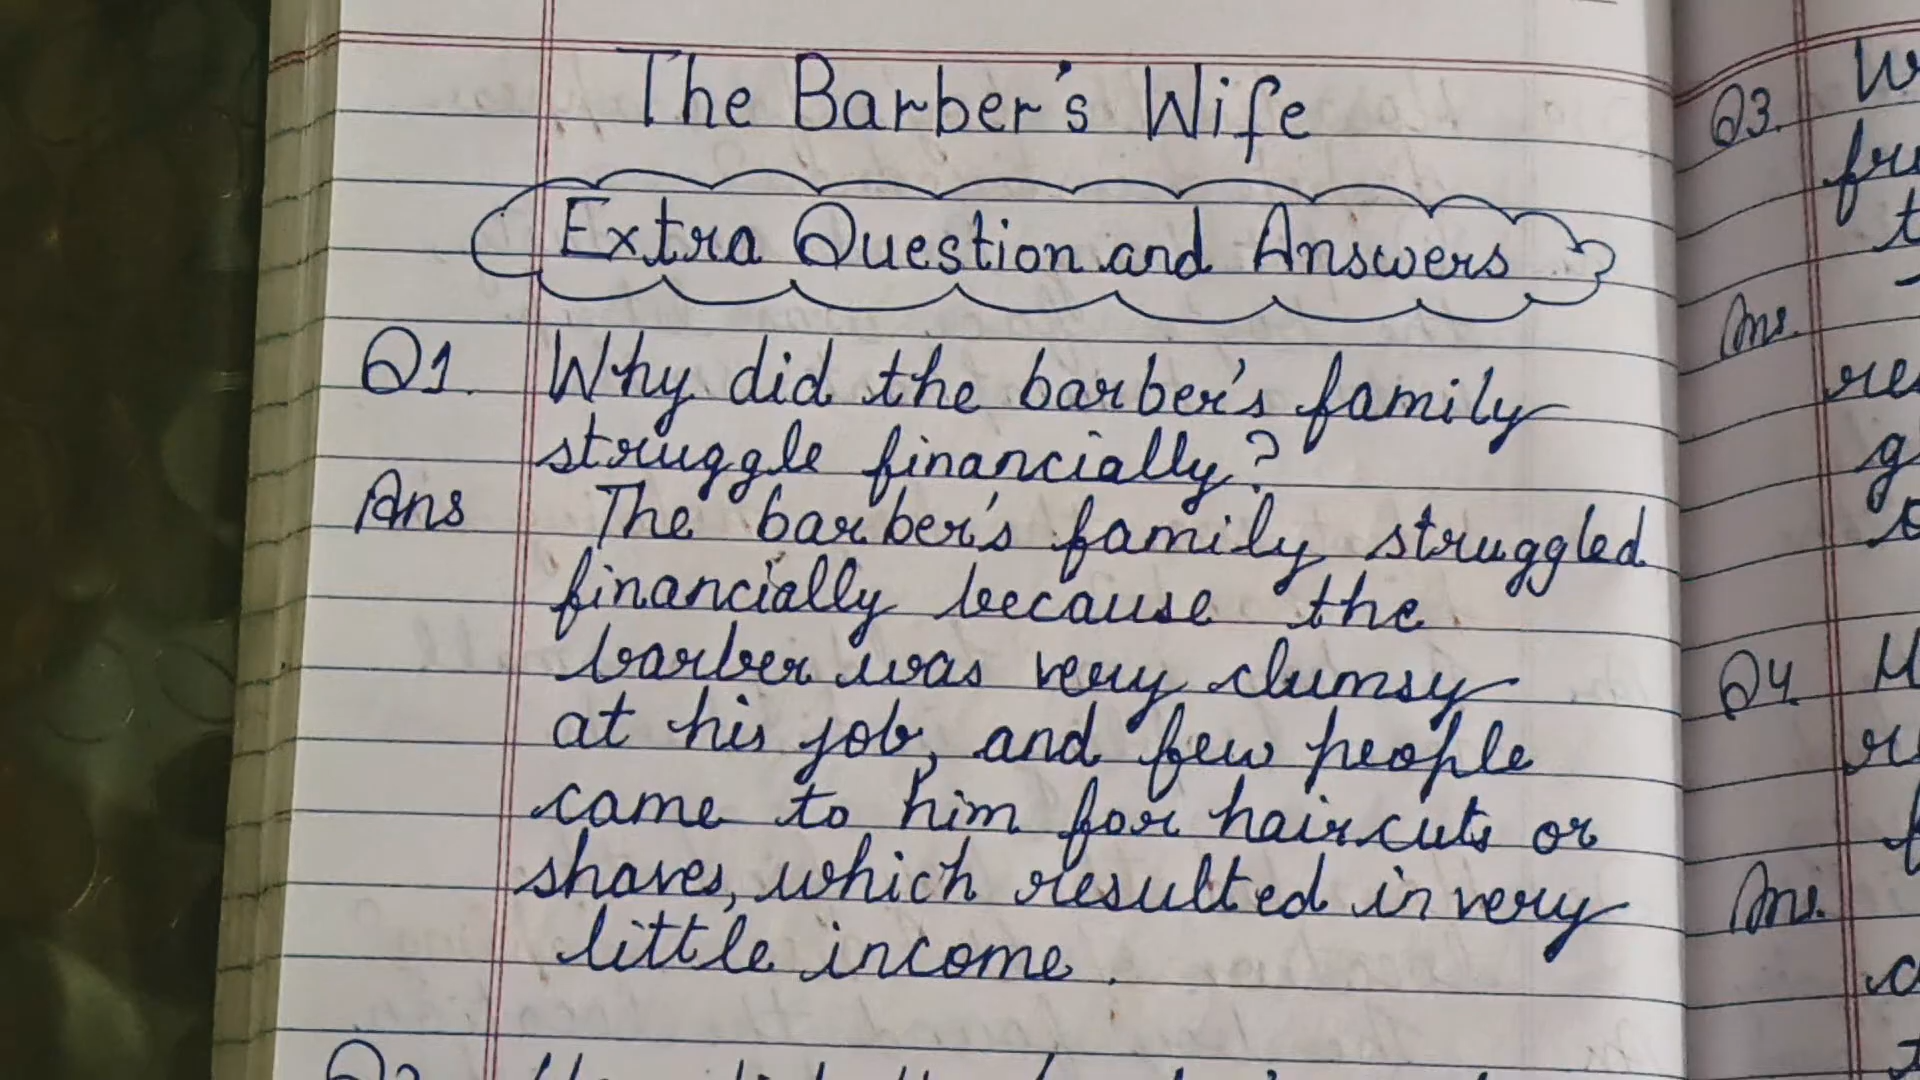 The Barber's Wife
Extra Question and Answers
Q1. Why did the barber's family
struggle financially?
Ans The barber's family struggled
financially because the
barber was very clumsy
at his job, and few people
came to him for haircuts or
shaves, which resulted in very
little income.
Q3.
Ans.
Q4.
Ans.